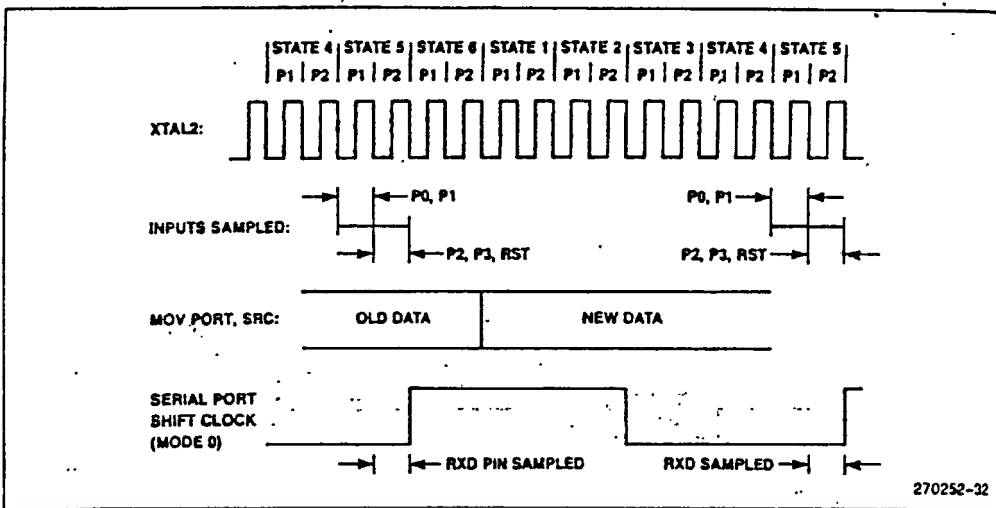 STATE 4 STATE 5 STATE 6 STATE 1 STATE 2 STATE 3 STATE 4 STATE 5
P1 P2 P1 P2 P1 P2 P1 P2 P1 P2 P1 P2 P1 P2 P1 P2
XTAL2:
P0, P1 P0, P1
INPUTS SAMPLED:
P2, P3, RST P2, P3, RST
MOV PORT, SRC: OLD DATA NEW DATA
SERIAL PORT
SHIFT CLOCK
(MODE 0)
RXD PIN SAMPLED RXD SAMPLED
270252-32